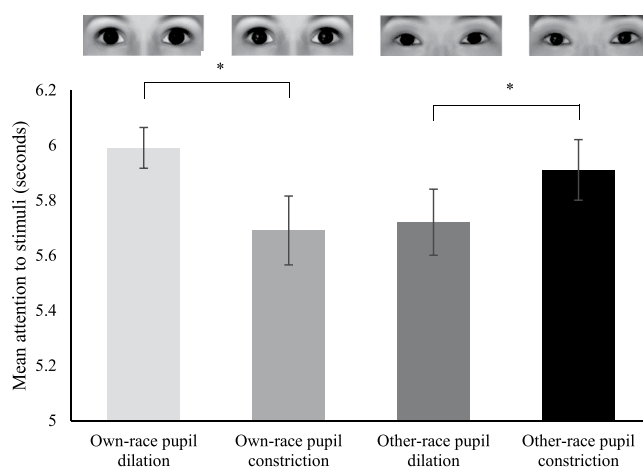 *
*
6.2
6
5.8
5.6
5.4
5.2
5
Mean attention to stimuli (seconds)
Own-race pupil
dilation
Own-race pupil
constriction
Other-race pupil
dilation
Other-race pupil
constriction